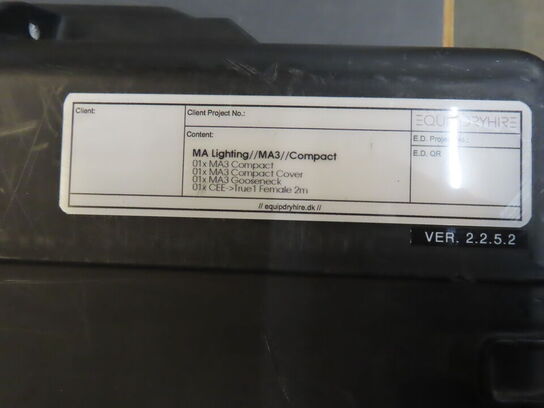 Client:
Client Project No.:
EQUIPDRYHIRE
Content:
E.D. Project No.:
MA Lighting//MA3//Compact
E.D. QR
01x MA3 Compact
01x MA3 Compact Cover
01x MA3 Gooseneck
01x CEE->True1 Female 2m
// equipdryhire.dk //
VER. 2.2.5.2